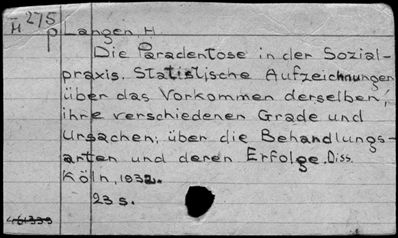 H 275
p Langen, H
Die Paradentose in der Sozial-
praxis. Statistische Aufzeichnungen
über das Vorkommen derselben,
ihre verschiedenen Grade und
Ursachen; über die Behandlungs-
arten und deren Erfolge. Diss.
Köln, 1932.
23 S.